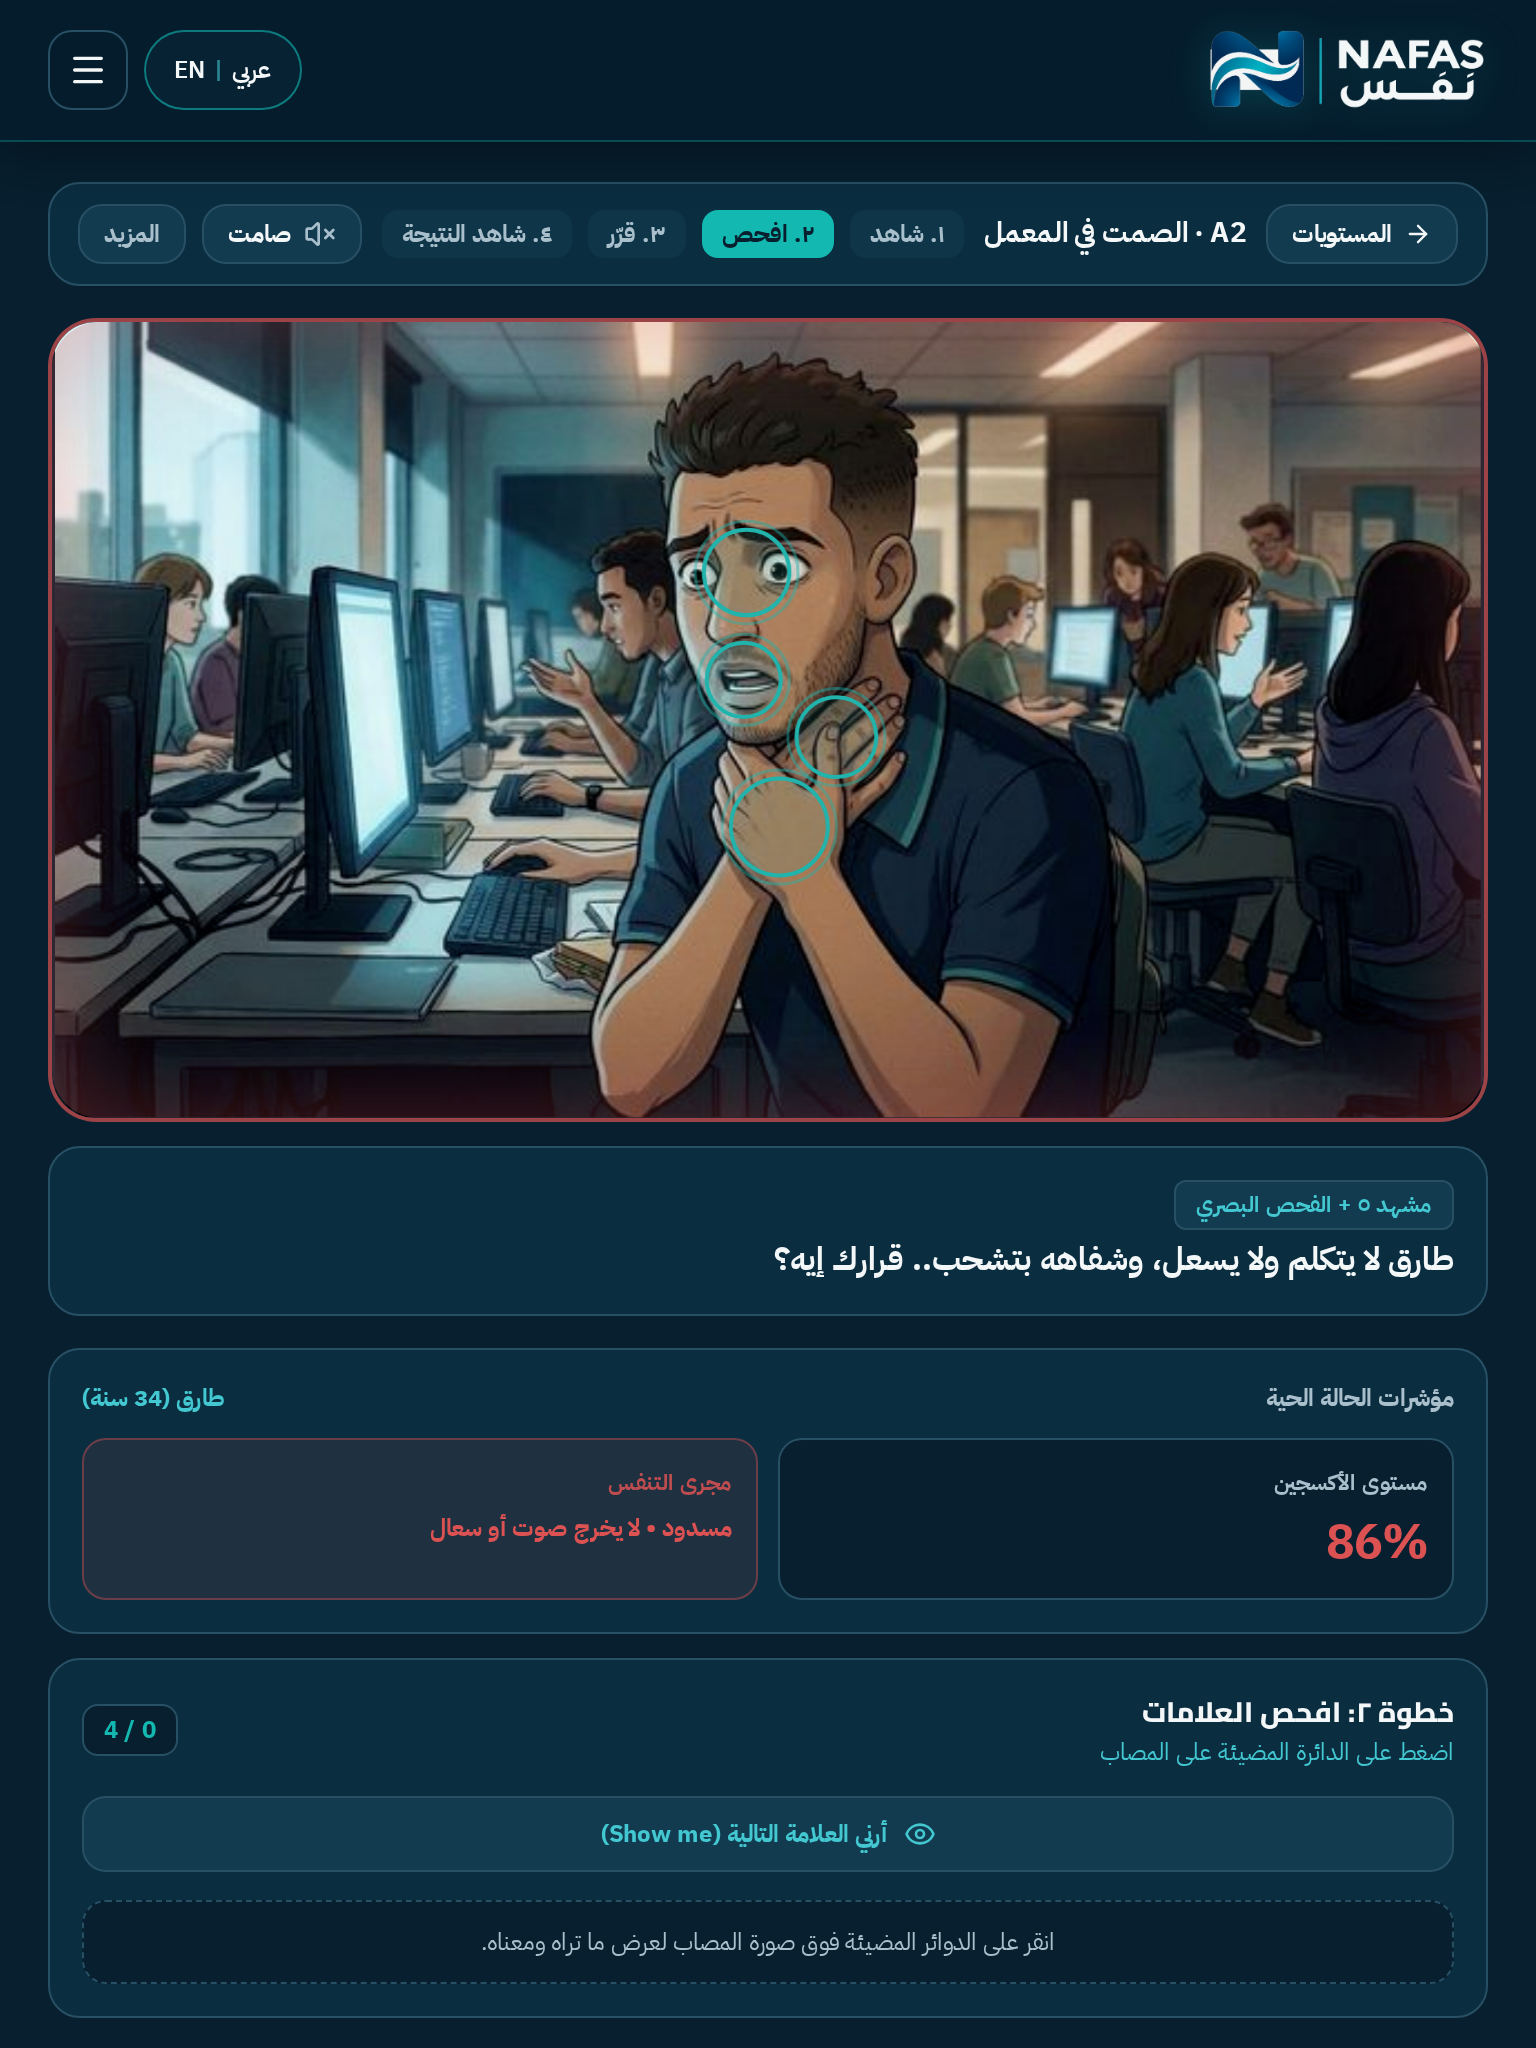 NAFAS
نَفَس
عربي | EN
المستويات
A2 · الصمت في المعمل
١. شاهد
٢. افحص
٣. قرّر
٤. شاهد النتيجة
صامت
المزيد
مشهد ٥ + الفحص البصري
طارق لا يتكلم ولا يسعل، وشفاهه بتشحب.. قرارك إيه؟
مؤشرات الحالة الحية
طارق (34 سنة)
مستوى الأكسجين
86%
مجرى التنفس
مسدود • لا يخرج صوت أو سعال
خطوة ٢: افحص العلامات
4 / 0
اضغط على الدائرة المضيئة على المصاب
أرني العلامة التالية (Show me)
انقر على الدوائر المضيئة فوق صورة المصاب لعرض ما تراه ومعناه.